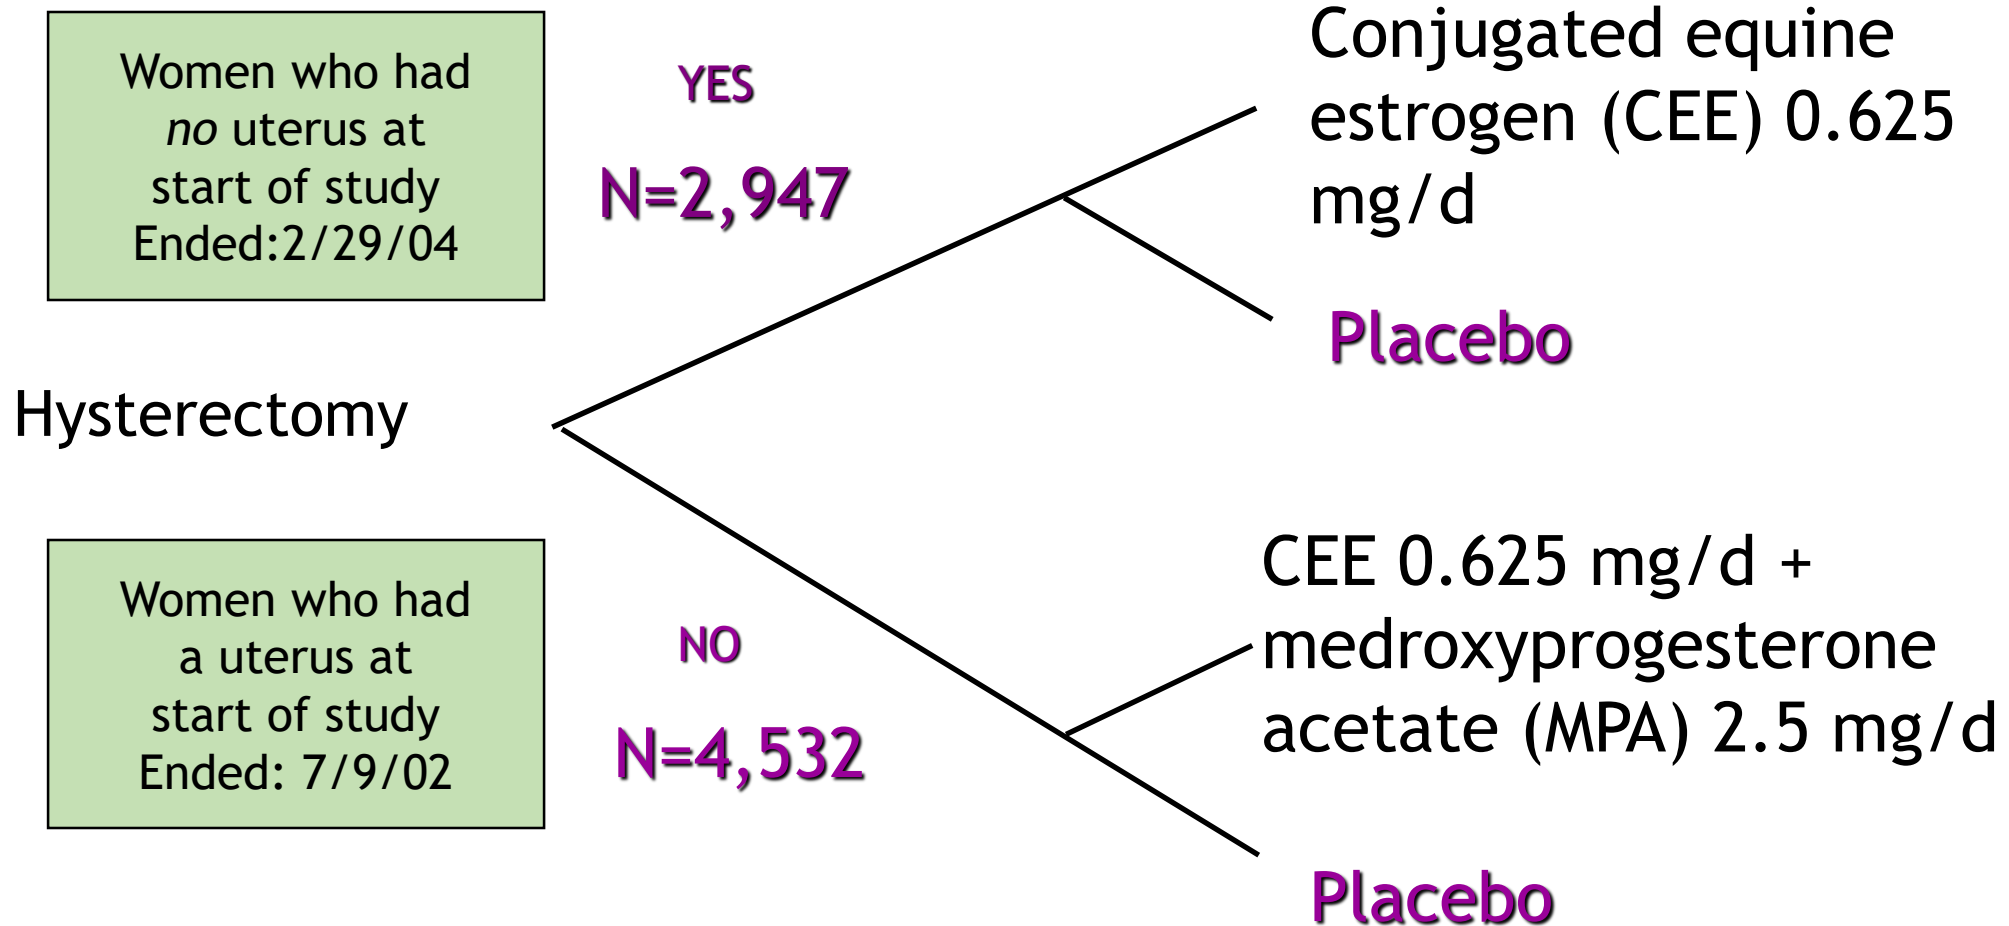 Women who had
no uterus at
start of study
Ended:2/29/04
YES
N=2,947
Conjugated equine
estrogen (CEE) 0.625
mg/d
Placebo
Hysterectomy
Women who had
a uterus at
start of study
Ended: 7/9/02
NO
N=4,532
CEE 0.625 mg/d +
medroxyprogesterone
acetate (MPA) 2.5 mg/d
Placebo